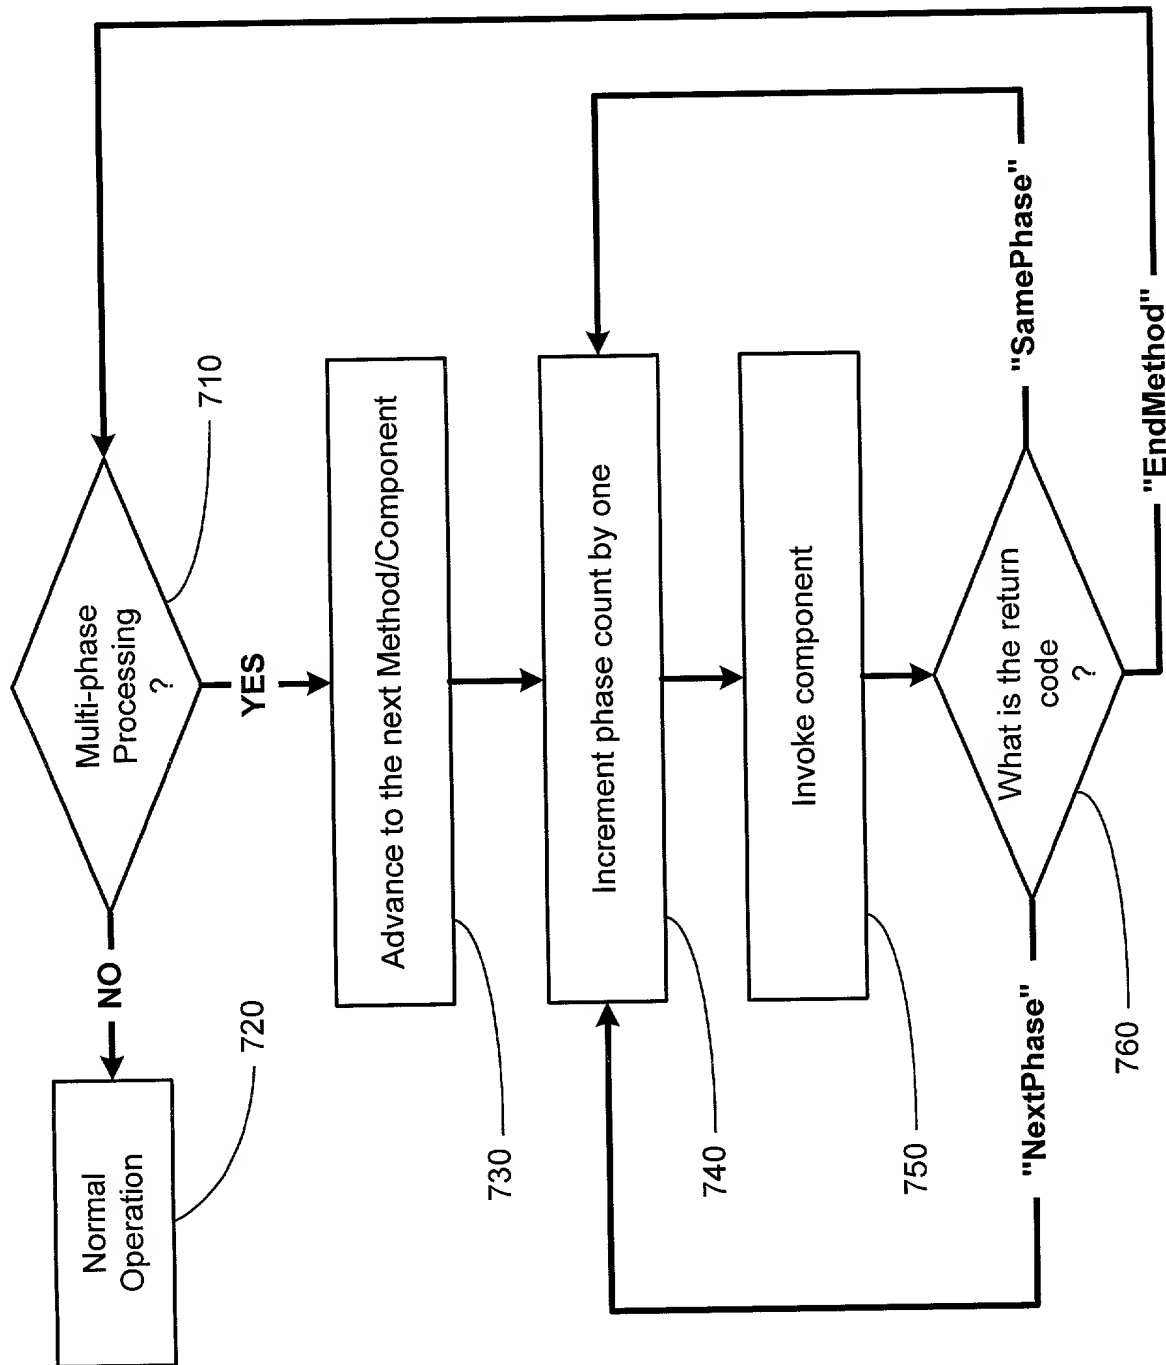 Multi-phase
Processing
?
710
NO
Normal
Operation
720
YES
Advance to the next Method/Component
730
Increment phase count by one
740
Invoke component
750
What is the return
code
?
760
"NextPhase"
"SamePhase"
"EndMethod"